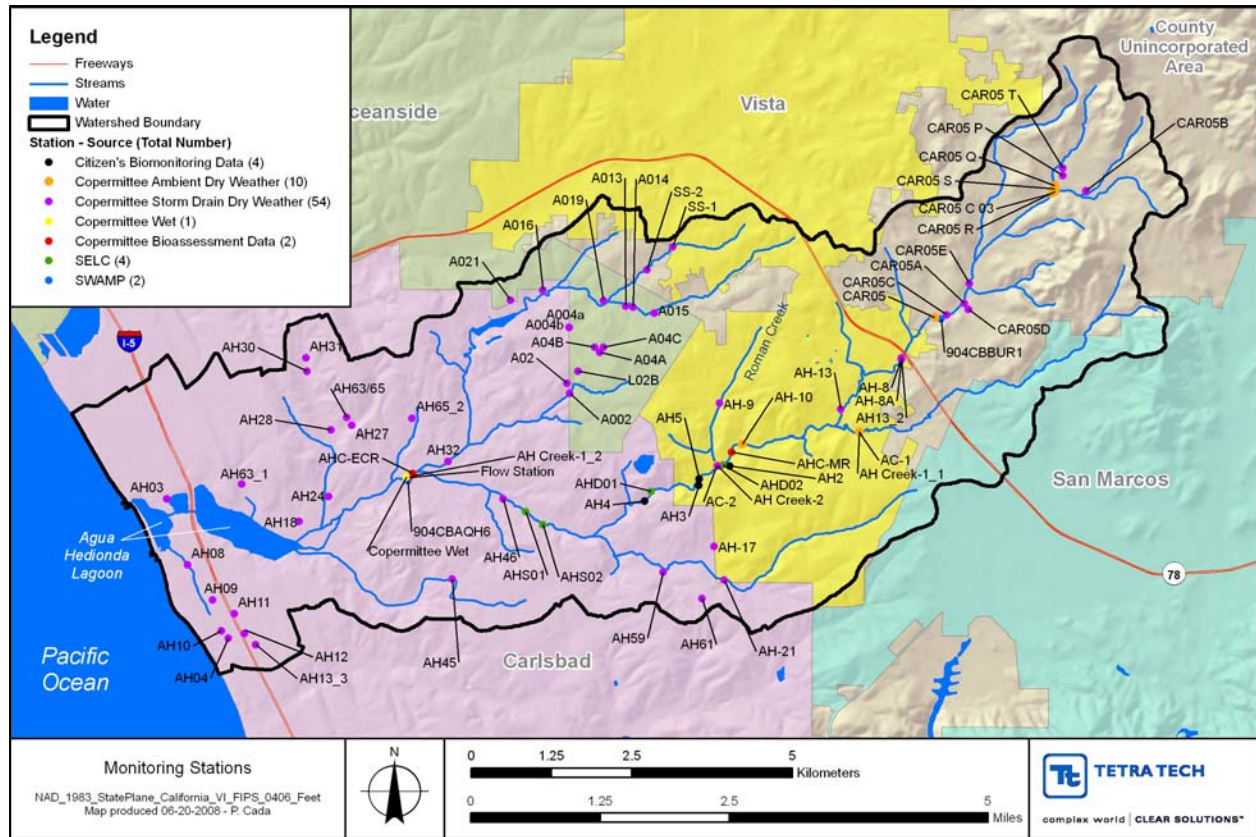 Legend
Freeways
Streams
Water
Watershed Boundary
Station - Source (Total Number)
Citizen's Biomonitoring Data (4)
Copermittee Ambient Dry Weather (10)
Copermittee Storm Drain Dry Weather (54)
Copermittee Wet (1)
Copermittee Bioassessment Data (2)
SELC (4)
SWAMP (2)
County
Unincorporated
Area
ceanside
Vista
CAR05 T
CAR05 P
CAR05B
CAR05 Q
CAR05 S
CAR05 C 03
CAR05 R
A013
A014
SS-2
SS-1
A019
A016
A021
CAR05E
CAR05A
CAR05C
CAR05
CAR05D
904CBBUR1
A004a
A004b
A015
A04B
A04C
A04A
A02
L02B
A002
I-5
AH30
AH31
AH63/65
AH28
AH27
AH65_2
AHC-ECR
AH32
AH Creek-1_2
Flow Station
Roman Creek
AH-13
AH-8
AH-8A
AH13_2
AH-9
AH-10
AH5
AC-1
AH Creek-1_1
AHC-MR
AH2
AHD02
AH Creek-2
AC-2
AH3
AHD01
AH4
San Marcos
AH63_1
AH03
AH24
AH18
Agua
Hedionda
Lagoon
904CBAQH6
Copermittee Wet
AH46
AHS01
AHS02
AH-17
AH08
AH09
AH11
AH10
AH12
AH04
AH13_3
AH45
AH59
AH61
AH-21
78
Pacific
Ocean
Carlsbad
Monitoring Stations
NAD_1983_StatePlane_California_VI_FIPS_0406_Feet
Map produced 06-20-2008 - P. Cada
N
0 1.25 2.5 5
Kilometers
0 1.25 2.5 5
Miles
Tt TETRA TECH
complex world | CLEAR SOLUTIONS™